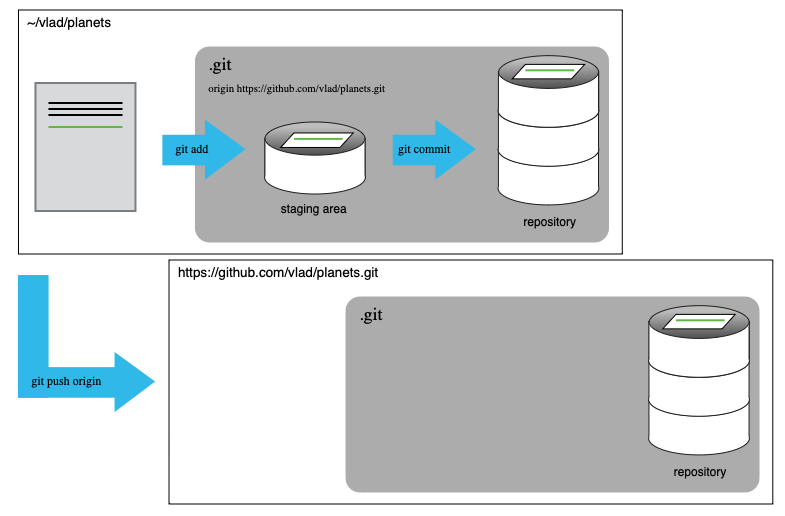 ~/vlad/planets
.git
origin https://github.com/vlad/planets.git
git add
git commit
staging area
repository
https://github.com/vlad/planets.git
.git
git push origin
repository